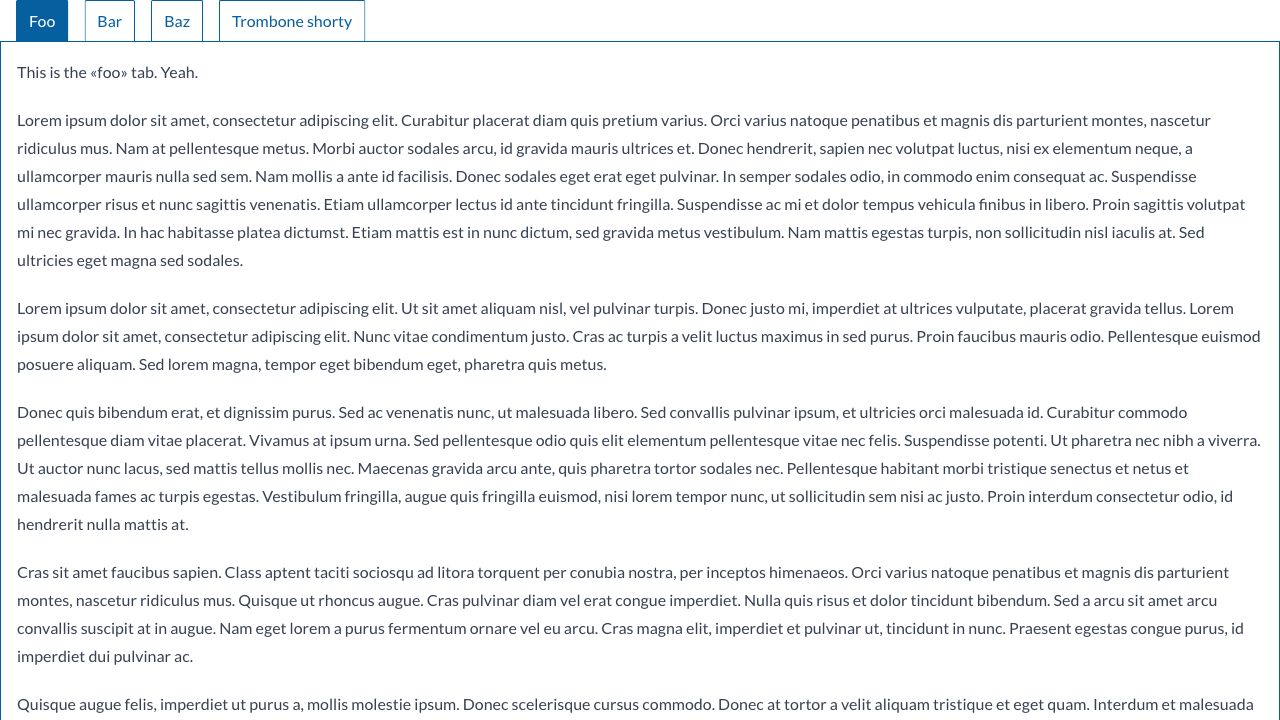 Foo Bar Baz Trombone shorty
This is the «foo» tab. Yeah.
Lorem ipsum dolor sit amet, consectetur adipiscing elit. Curabitur placerat diam quis pretium varius. Orci varius natoque penatibus et magnis dis parturient montes, nascetur
ridiculus mus. Nam at pellentesque metus. Morbi auctor sodales arcu, id gravida mauris ultrices et. Donec hendrerit, sapien nec volutpat luctus, nisi ex elementum neque, a
ullamcorper mauris nulla sed sem. Nam mollis a ante id facilisis. Donec sodales eget erat eget pulvinar. In semper sodales odio, in commodo enim consequat ac. Suspendisse
ullamcorper risus et nunc sagittis venenatis. Etiam ullamcorper lectus id ante tincidunt fringilla. Suspendisse ac mi et dolor tempus vehicula finibus in libero. Proin sagittis volutpat
mi nec gravida. In hac habitasse platea dictumst. Etiam mattis est in nunc dictum, sed gravida metus vestibulum. Nam mattis egestas turpis, non sollicitudin nisl iaculis at. Sed
ultricies eget magna sed sodales.
Lorem ipsum dolor sit amet, consectetur adipiscing elit. Ut sit amet aliquam nisl, vel pulvinar turpis. Donec justo mi, imperdiet at ultrices vulputate, placerat gravida tellus. Lorem
ipsum dolor sit amet, consectetur adipiscing elit. Nunc vitae condimentum justo. Cras ac turpis a velit luctus maximus in sed purus. Proin faucibus mauris odio. Pellentesque euismod
posuere aliquam. Sed lorem magna, tempor eget bibendum eget, pharetra quis metus.
Donec quis bibendum erat, et dignissim purus. Sed ac venenatis nunc, ut malesuada libero. Sed convallis pulvinar ipsum, et ultricies orci malesuada id. Curabitur commodo
pellentesque diam vitae placerat. Vivamus at ipsum urna. Sed pellentesque odio quis elit elementum pellentesque vitae nec felis. Suspendisse potenti. Ut pharetra nec nibh a viverra.
Ut auctor nunc lacus, sed mattis tellus mollis nec. Maecenas gravida arcu ante, quis pharetra tortor sodales nec. Pellentesque habitant morbi tristique senectus et netus et
malesuada fames ac turpis egestas. Vestibulum fringilla, augue quis fringilla euismod, nisi lorem tempor nunc, ut sollicitudin sem nisi ac justo. Proin interdum consectetur odio, id
hendrerit nulla mattis at.
Cras sit amet faucibus sapien. Class aptent taciti sociosqu ad litora torquent per conubia nostra, per inceptos himenaeos. Orci varius natoque penatibus et magnis dis parturient
montes, nascetur ridiculus mus. Quisque ut rhoncus augue. Cras pulvinar diam vel erat congue imperdiet. Nulla quis risus et dolor tincidunt bibendum. Sed a arcu sit amet arcu
convallis suscipit at in augue. Nam eget lorem a purus fermentum ornare vel eu arcu. Cras magna elit, imperdiet et pulvinar ut, tincidunt in nunc. Praesent egestas congue purus, id
imperdiet dui pulvinar ac.
Quisque augue felis, imperdiet ut purus a, mollis molestie ipsum. Donec scelerisque cursus commodo. Donec at tortor a velit aliquam tristique et eget quam. Interdum et malesuada